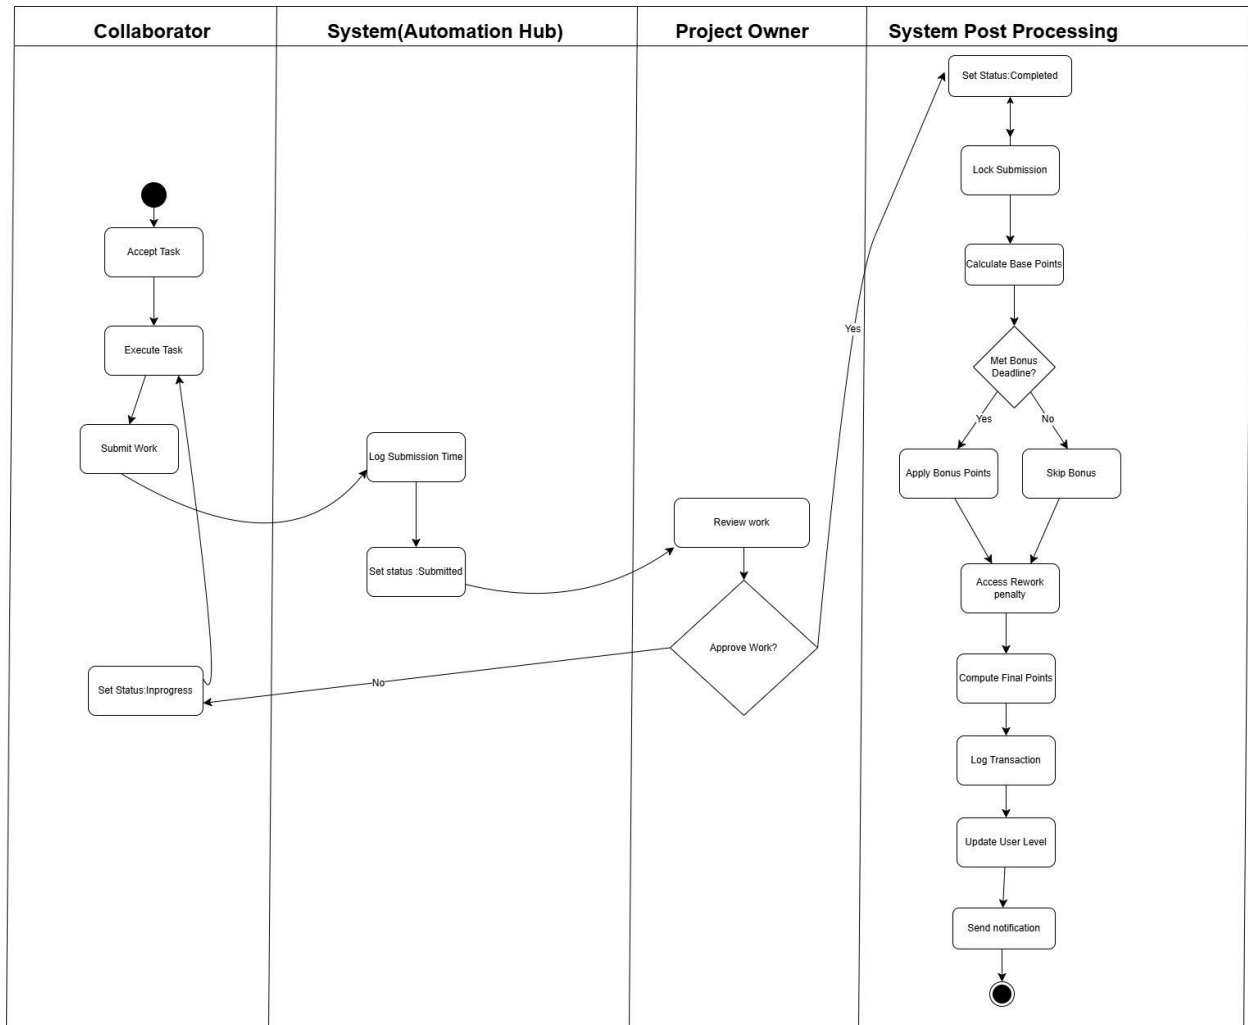 Collaborator
System(Automation Hub)
Project Owner
System Post Processing
Accept Task
Execute Task
Submit Work
Set Status:Inprogress
Log Submission Time
Set status :Submitted
Review work
Approve Work?
No
Yes
Set Status:Completed
Lock Submission
Calculate Base Points
Met Bonus
Deadline?
Yes
No
Apply Bonus Points
Skip Bonus
Access Rework
penalty
Compute Final Points
Log Transaction
Update User Level
Send notification